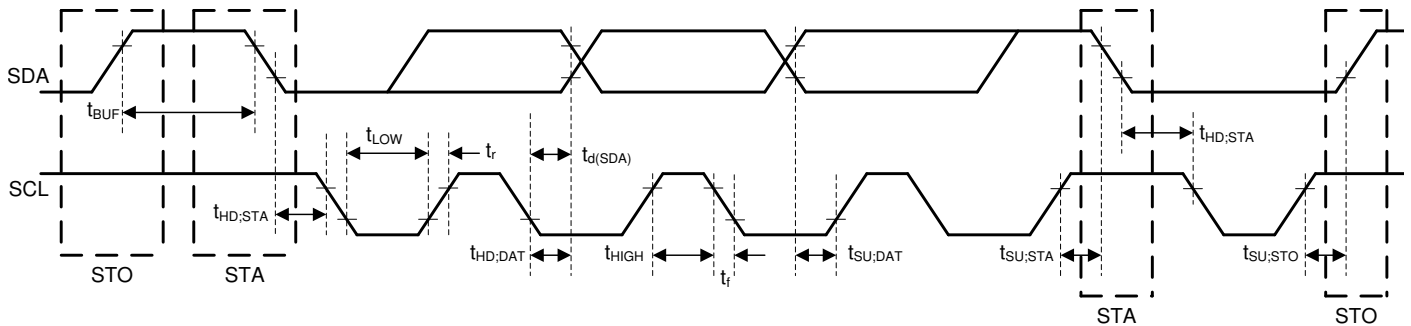 SDA
t_BUF
t_LOW
t_r
t_d(SDA)
t_HD;STA
SCL
t_HD;STA
t_HD;DAT
t_HIGH
t_f
t_SU;DAT
t_SU;STA
t_SU;STO
STO
STA
STA
STO